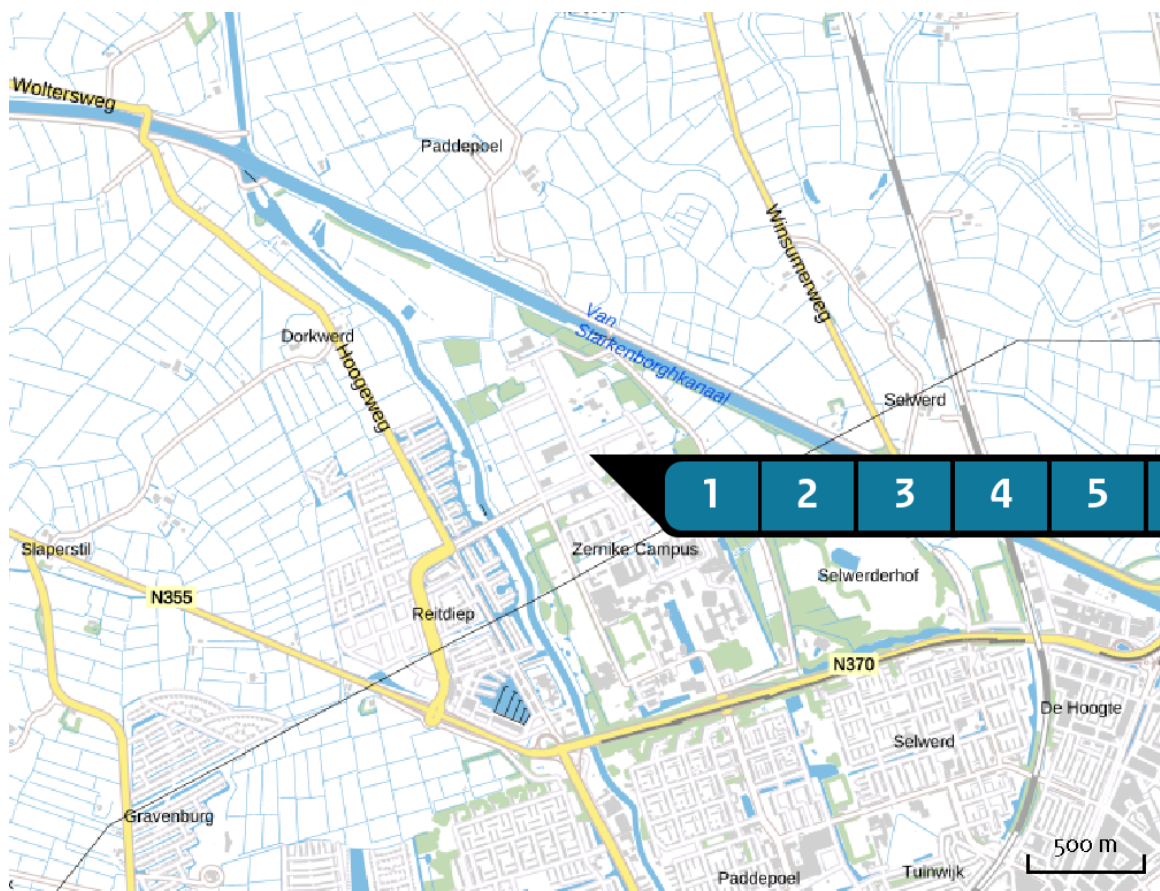 Woltersweg
Paddepoel
Winsumerweg
Van
Starkenborghkanaal
Dorkwerd
Hoogeweg
Selwerd
1 2 3 4 5
Slaperstil
Zernike Campus
Selwerderhof
N355
Reitdiep
N370
De Hoogte
Selwerd
Gravenburg
500 m
Tuinwijk
Paddepoel